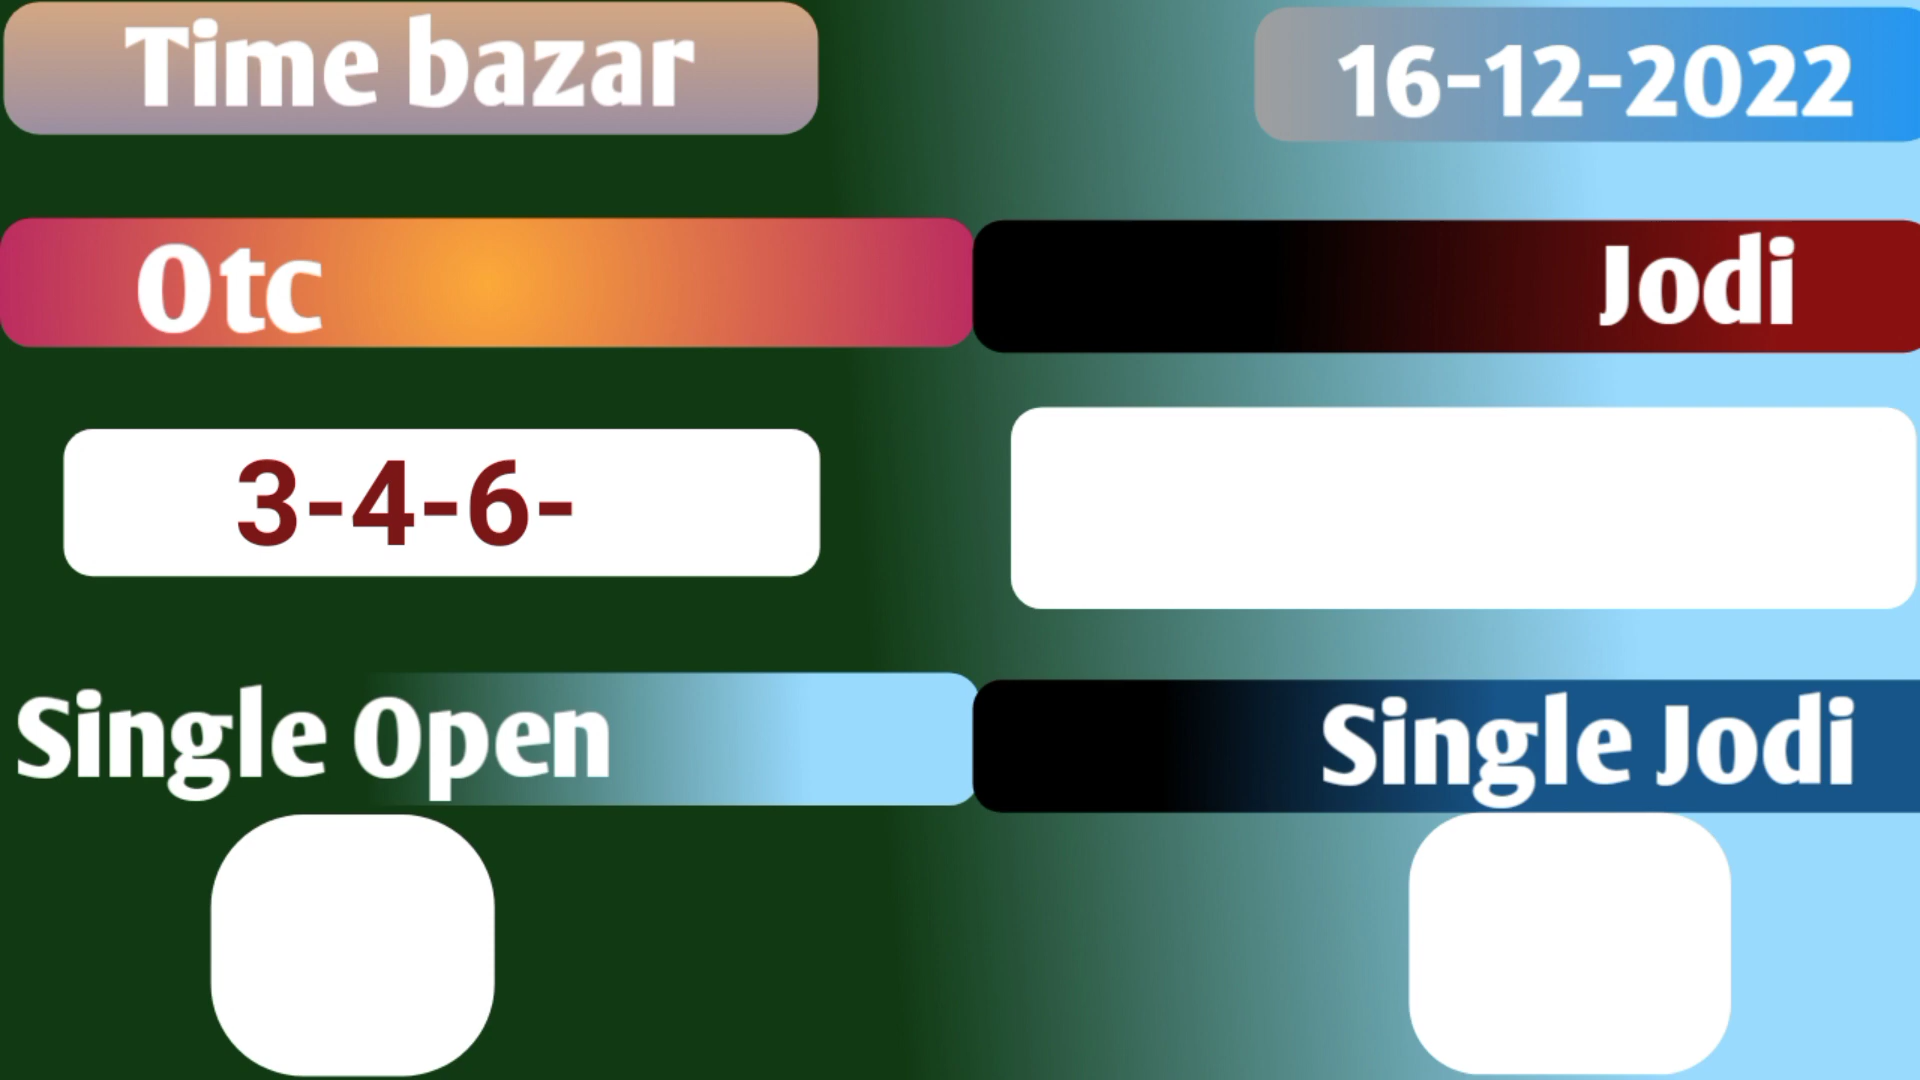 Time bazar
16-12-2022
Otc
Jodi
3-4-6-
Single Open
Single Jodi